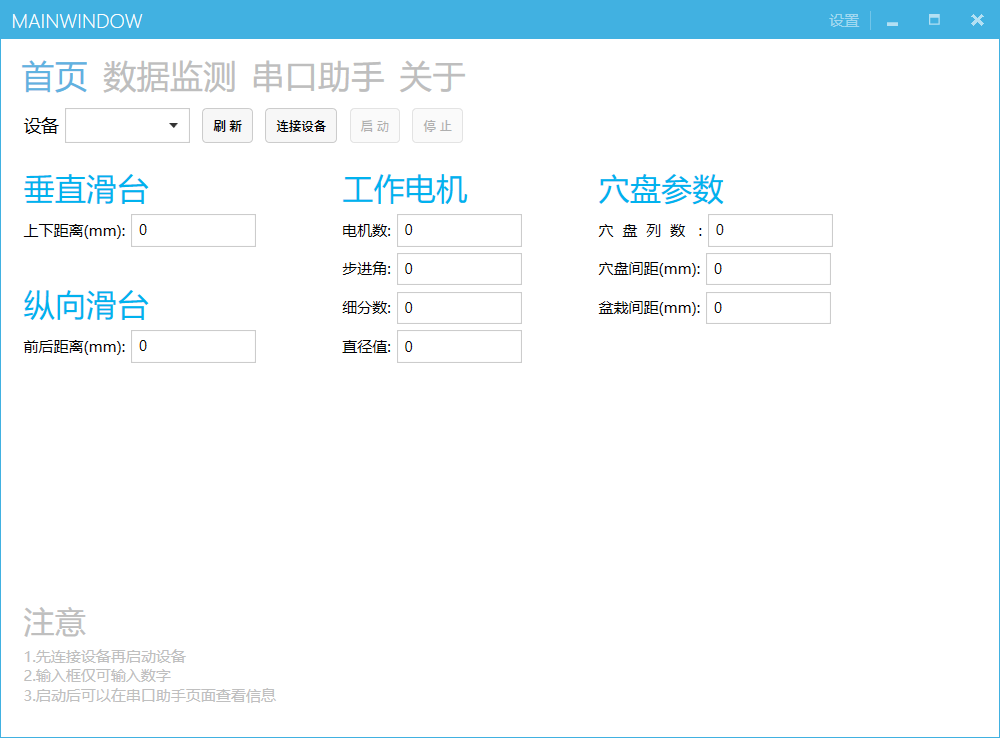 MAINWINDOW 设置
首页 数据监测 串口助手 关于
设备 刷 新 连接设备 启 动 停 止
垂直滑台 工作电机 穴盘参数
上下距离(mm): 0 电机数: 0 穴 盘 列 数 : 0
步进角: 0 穴盘间距(mm): 0
纵向滑台 细分数: 0 盆栽间距(mm): 0
前后距离(mm): 0 直径值: 0
注意
1.先连接设备再启动设备
2.输入框仅可输入数字
3.启动后可以在串口助手页面查看信息